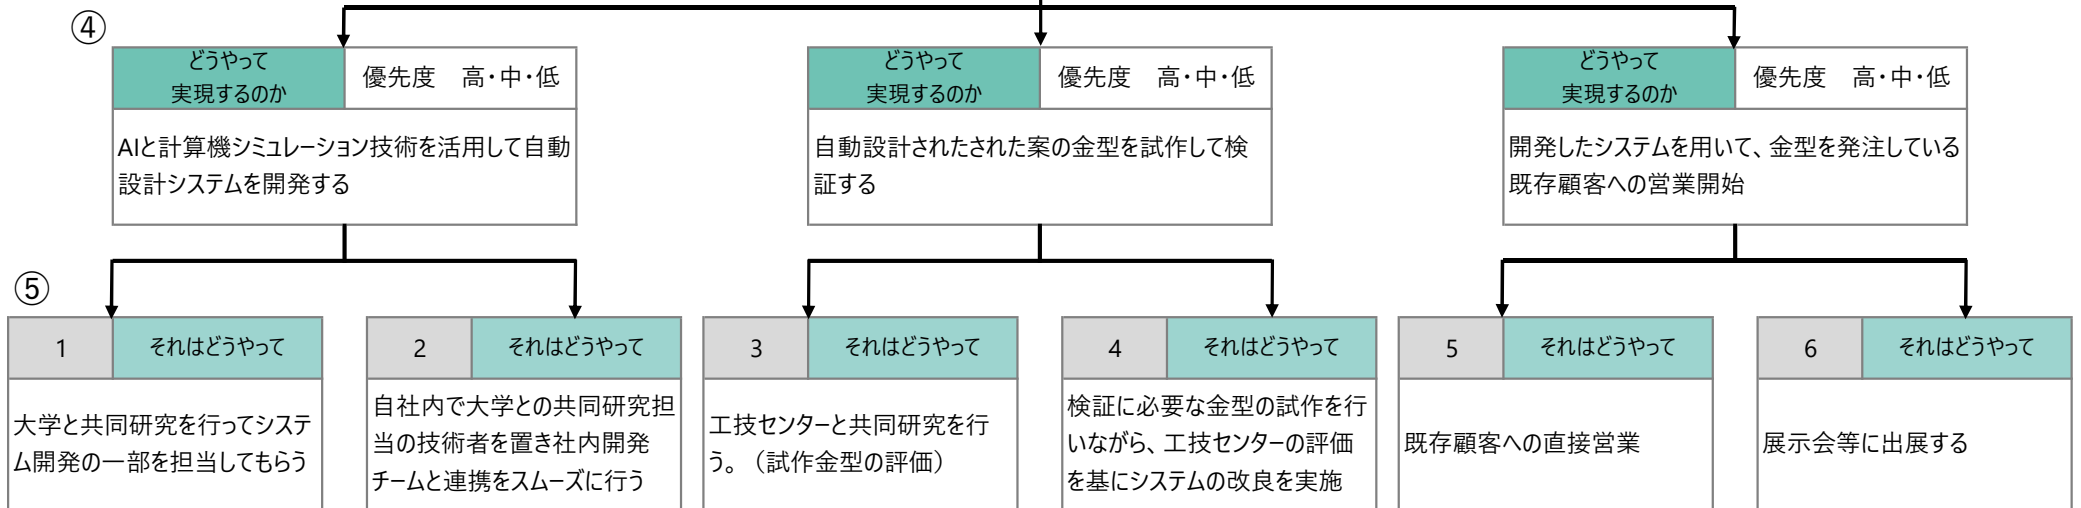 ④
どうやって
実現するのか
優先度　高・中・低
AIと計算機シミュレーション技術を活用して自動
設計システムを開発する
どうやって
実現するのか
優先度　高・中・低
自動設計されたされた案の金型を試作して検
証する
どうやって
実現するのか
優先度　高・中・低
開発したシステムを用いて、金型を発注している
既存顧客への営業開始
⑤
1
それはどうやって
大学と共同研究を行ってシステ
ム開発の一部を担当してもらう
2
それはどうやって
自社内で大学との共同研究担
当の技術者を置き社内開発
チームと連携をスムーズに行う
3
それはどうやって
工技センターと共同研究を行
う。（試作金型の評価）
4
それはどうやって
検証に必要な金型の試作を行
いながら、工技センターの評価
を基にシステムの改良を実施
5
それはどうやって
既存顧客への直接営業
6
それはどうやって
展示会等に出展する